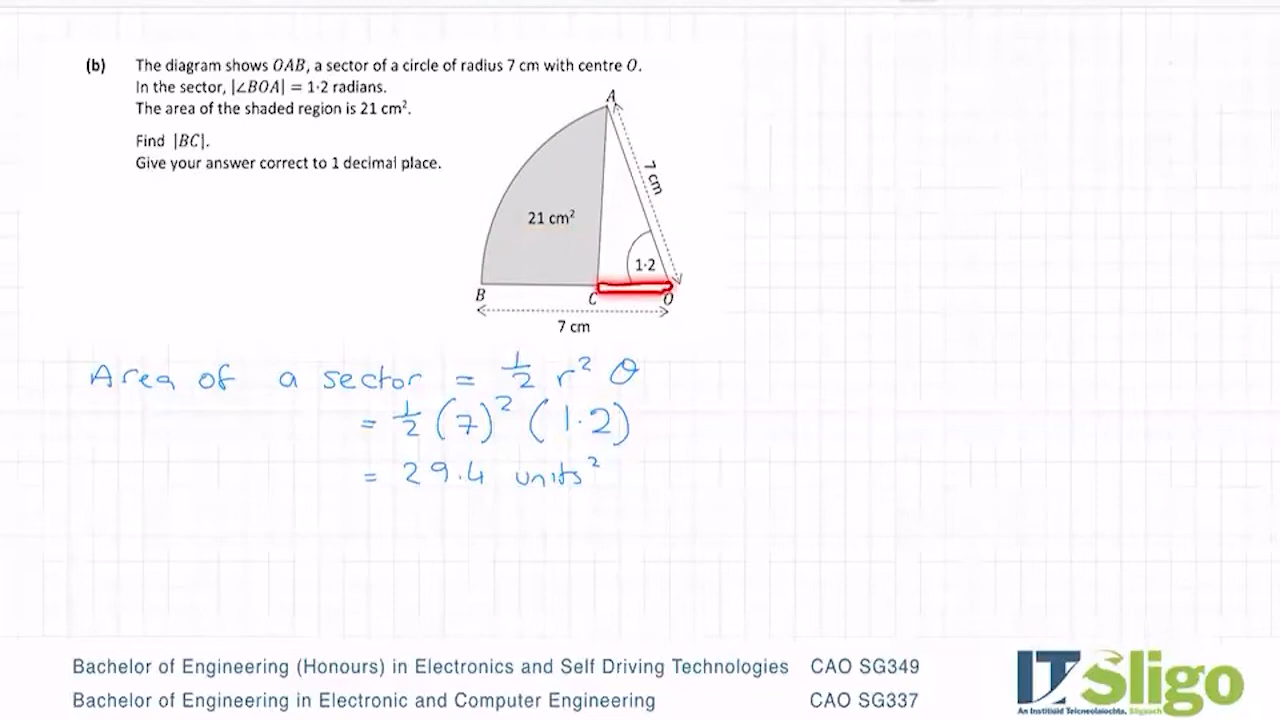 (b) The diagram shows OAB, a sector of a circle of radius 7 cm with centre O.
In the sector, |∠BOA| = 1·2 radians.
The area of the shaded region is 21 cm².
Find |BC|.
Give your answer correct to 1 decimal place.
A
7 cm
21 cm²
1·2
B
C
O
7 cm
Area of a sector = 1/2 r² θ
= 1/2 (7)² (1.2)
= 29.4 units²
Bachelor of Engineering (Honours) in Electronics and Self Driving Technologies CAO SG349
Bachelor of Engineering in Electronic and Computer Engineering CAO SG337
IT Sligo
An Institiúid Teicneolaíochta, Sligeach